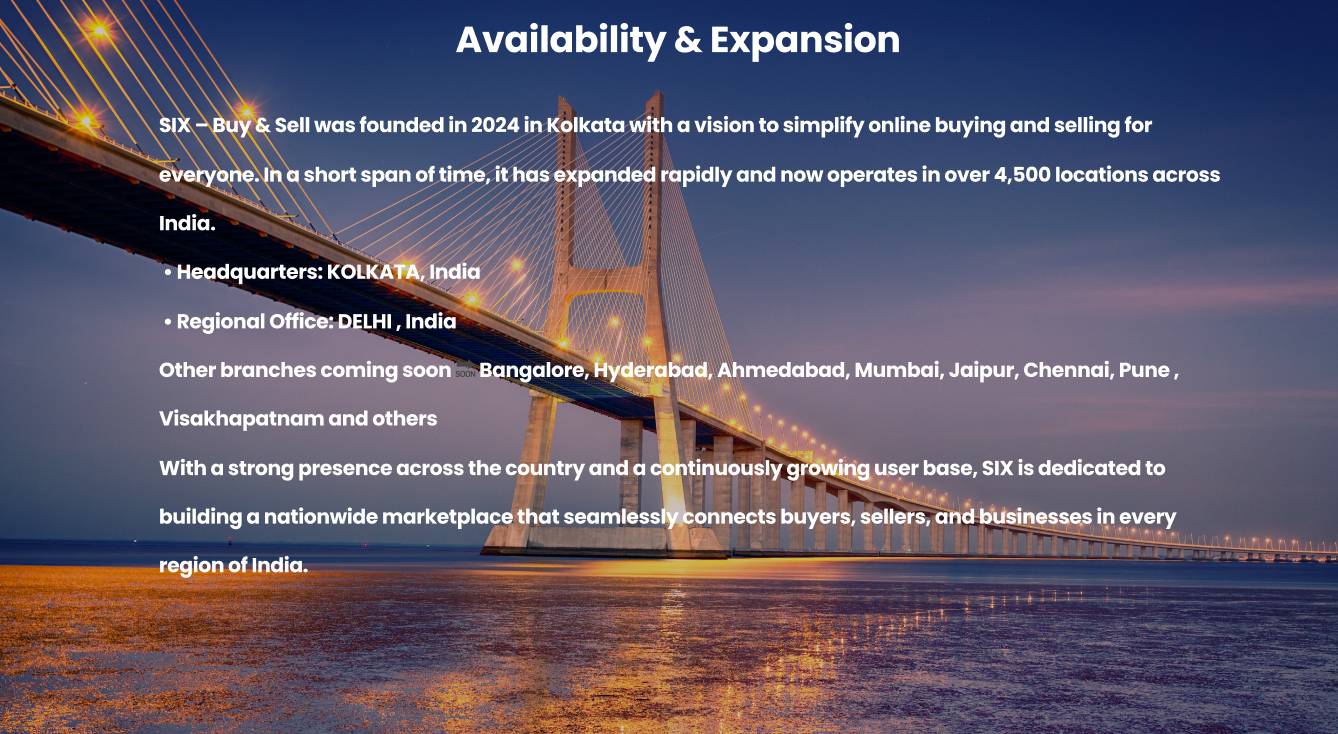 Availability & Expansion
SIX – Buy & Sell was founded in 2024 in Kolkata with a vision to simplify online buying and selling for
everyone. In a short span of time, it has expanded rapidly and now operates in over 4,500 locations across
India.
• Headquarters: KOLKATA, India
• Regional Office: DELHI , India
Other branches coming soon 🔜 Bangalore, Hyderabad, Ahmedabad, Mumbai, Jaipur, Chennai, Pune ,
Visakhapatnam and others
With a strong presence across the country and a continuously growing user base, SIX is dedicated to
building a nationwide marketplace that seamlessly connects buyers, sellers, and businesses in every
region of India.